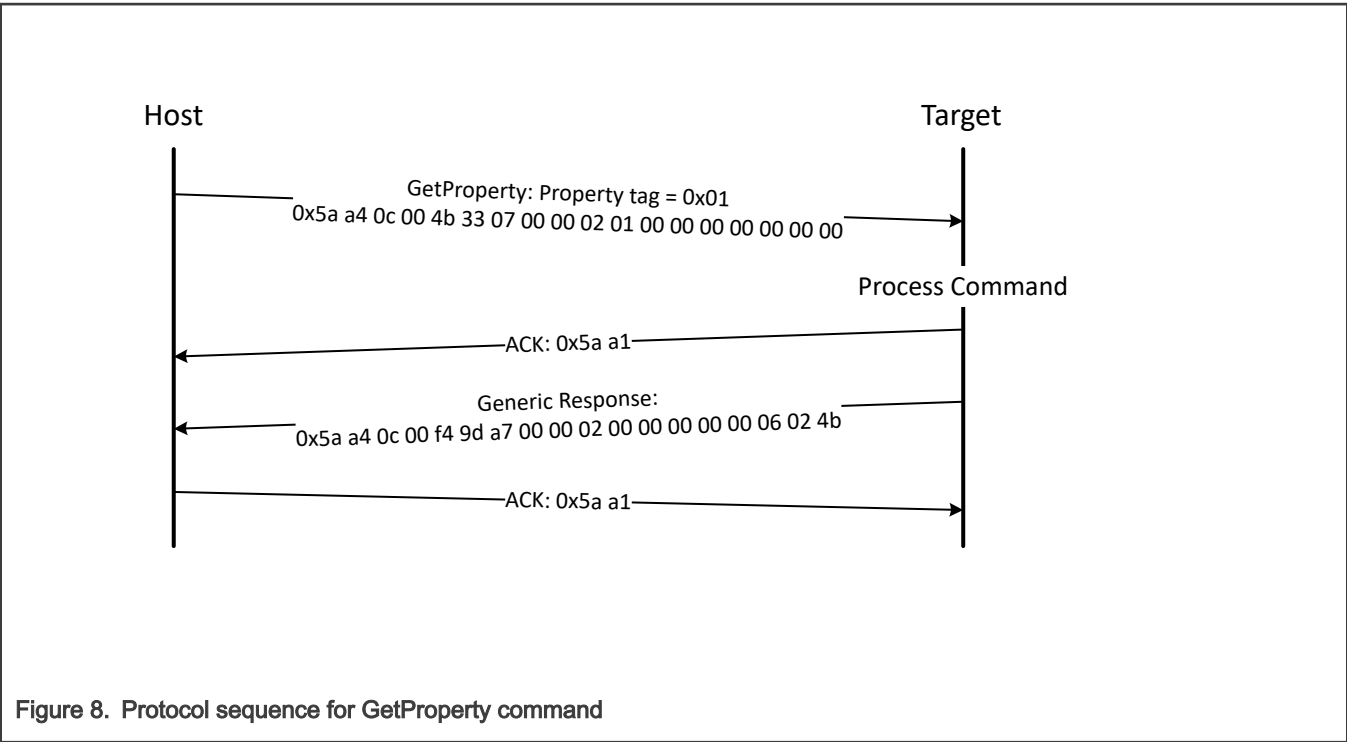 Host
Target
GetProperty: Property tag = 0x01
0x5a a4 0c 00 4b 33 07 00 00 02 01 00 00 00 00 00 00 00
Process Command
ACK: 0x5a a1
Generic Response:
0x5a a4 0c 00 f4 9d a7 00 00 02 00 00 00 00 00 06 02 4b
ACK: 0x5a a1
Figure 8. Protocol sequence for GetProperty command